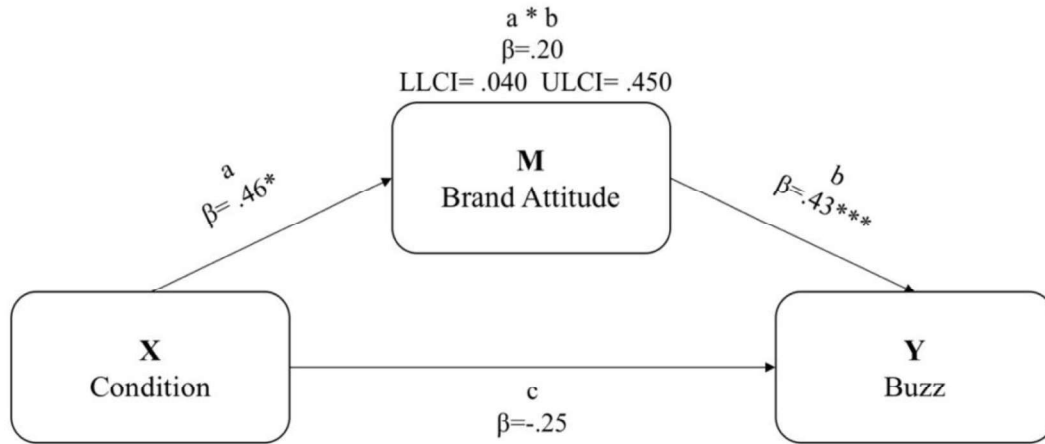 a * b
β=.20
LLCI= .040 ULCI= .450
M
Brand Attitude
a
β= .46*
b
β=.43***
X
Condition
Y
Buzz
c
β=-.25